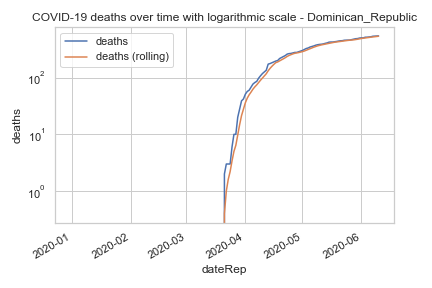 COVID-19 deaths over time with logarithmic scale - Dominican_Republic
deaths
deaths (rolling)
10²
10¹
10⁰
deaths
2020-01
2020-02
2020-03
2020-04
2020-05
2020-06
dateRep